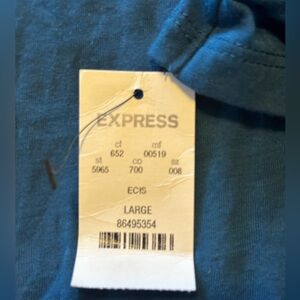 EXPRESS
cl mf
652 00519
st co sz
5965 700 006
ECIS
LARGE
86495354